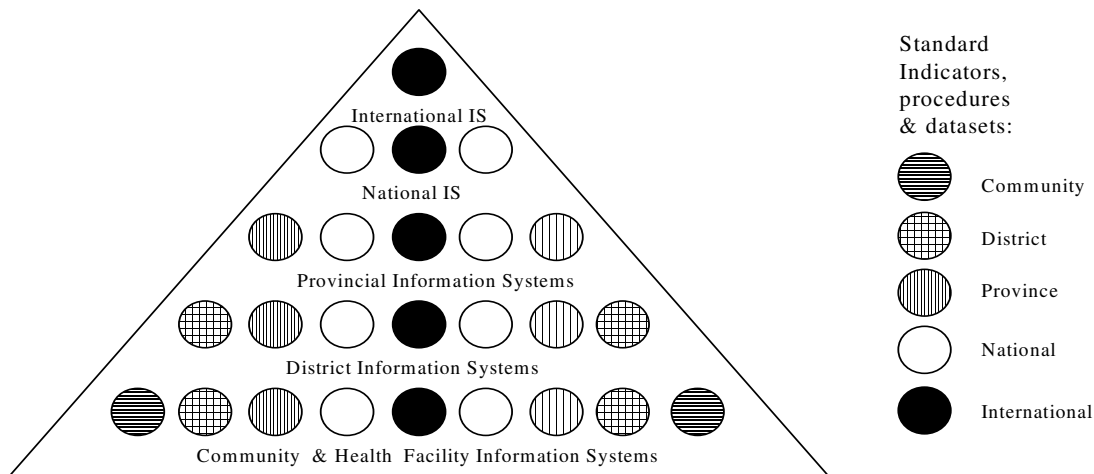 International IS
National IS
Provincial Information Systems
District Information Systems
Community & Health Facility Information Systems
Standard
Indicators,
procedures
& datasets:
Community
District
Province
National
International